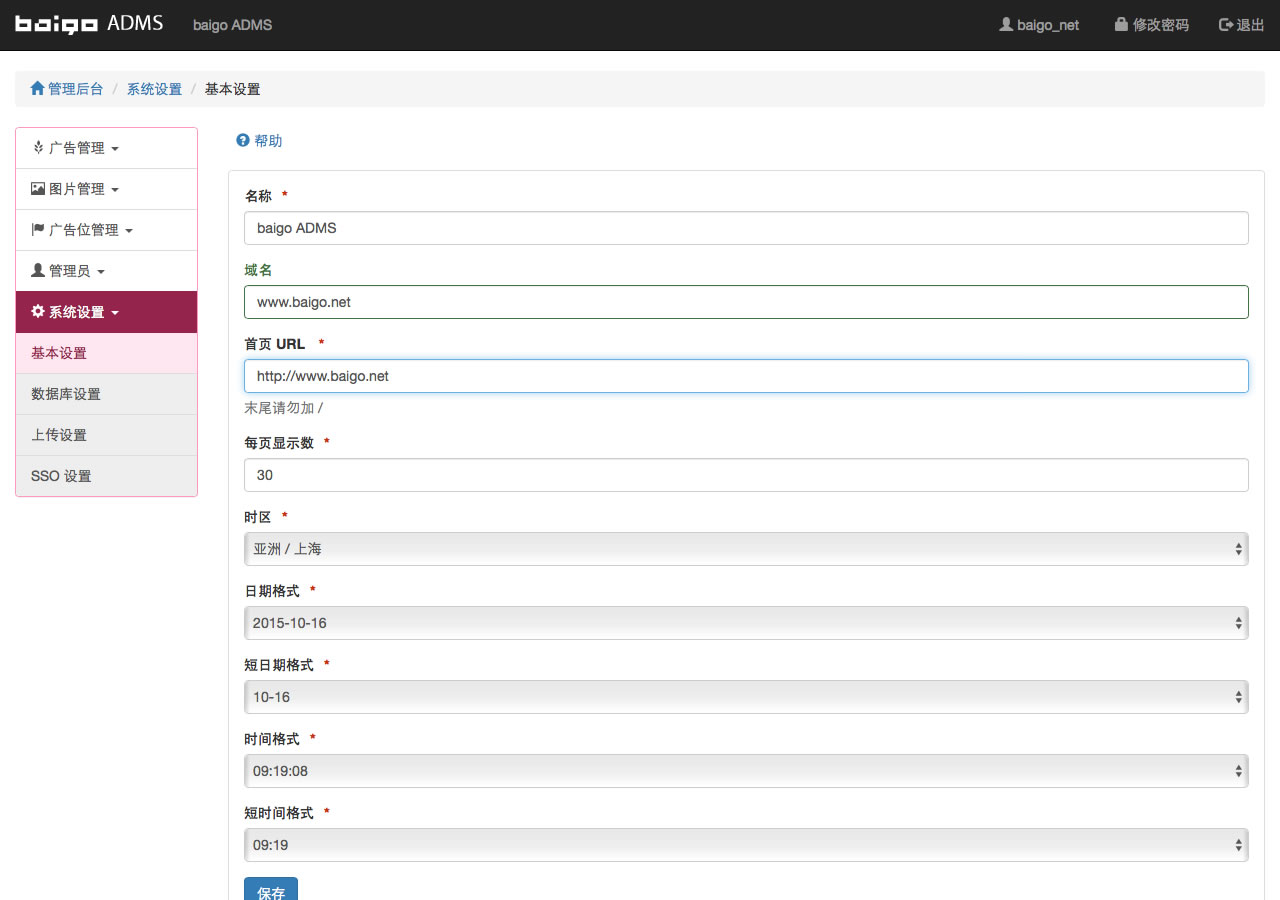 baigo ADMS baigo ADMS baigo_net 修改密码 退出
管理后台 / 系统设置 / 基本设置
广告管理
图片管理
广告位管理
管理员
系统设置
基本设置
数据库设置
上传设置
SSO 设置
帮助
名称 *
baigo ADMS
域名
www.baigo.net
首页 URL *
http://www.baigo.net
末尾请勿加 /
每页显示数 *
30
时区 *
亚洲 / 上海
日期格式 *
2015-10-16
短日期格式 *
10-16
时间格式 *
09:19:08
短时间格式 *
09:19
保存